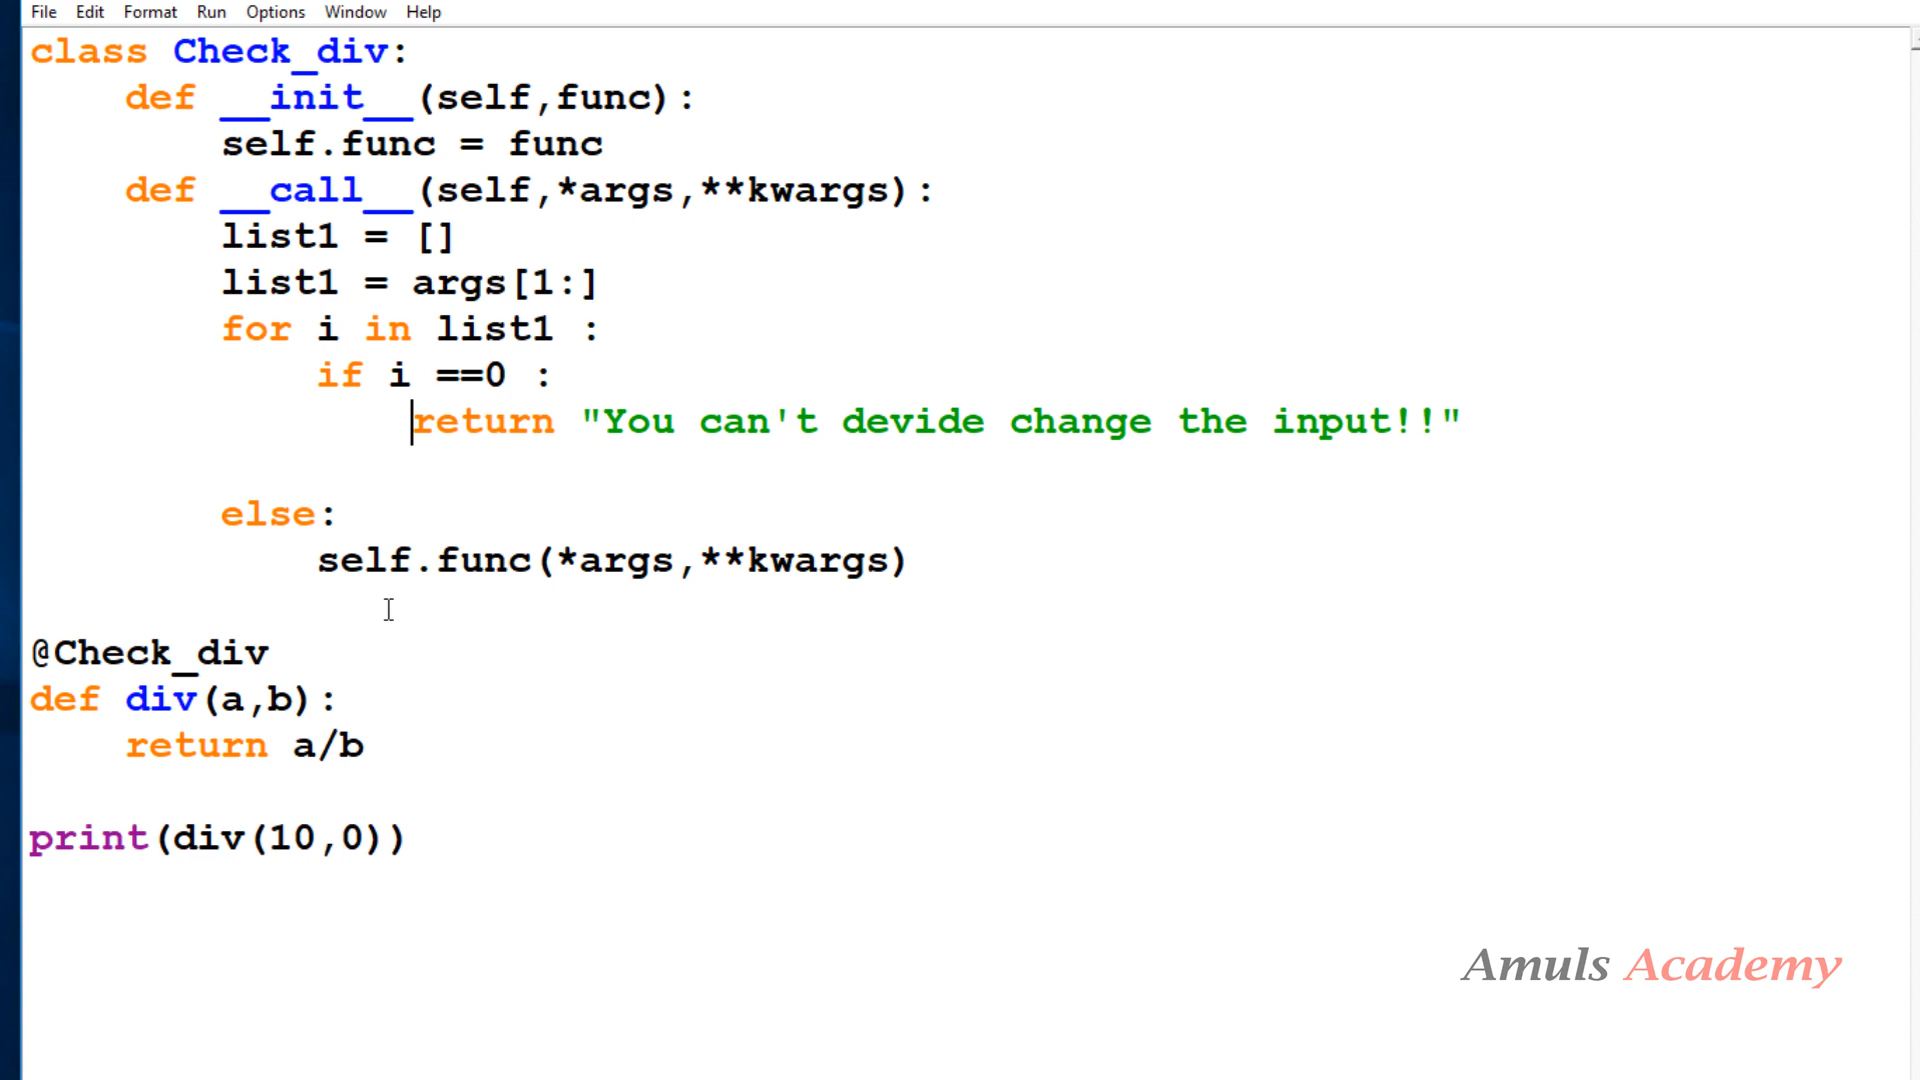 File Edit Format Run Options Window Help
class Check_div:
    def __init__(self,func):
        self.func = func
    def __call__(self,*args,**kwargs):
        list1 = []
        list1 = args[1:]
        for i in list1 :
            if i ==0 :
                return "You can't devide change the input!!"

        else:
            self.func(*args,**kwargs)

@Check_div
def div(a,b):
    return a/b

print(div(10,0))
Amuls Academy